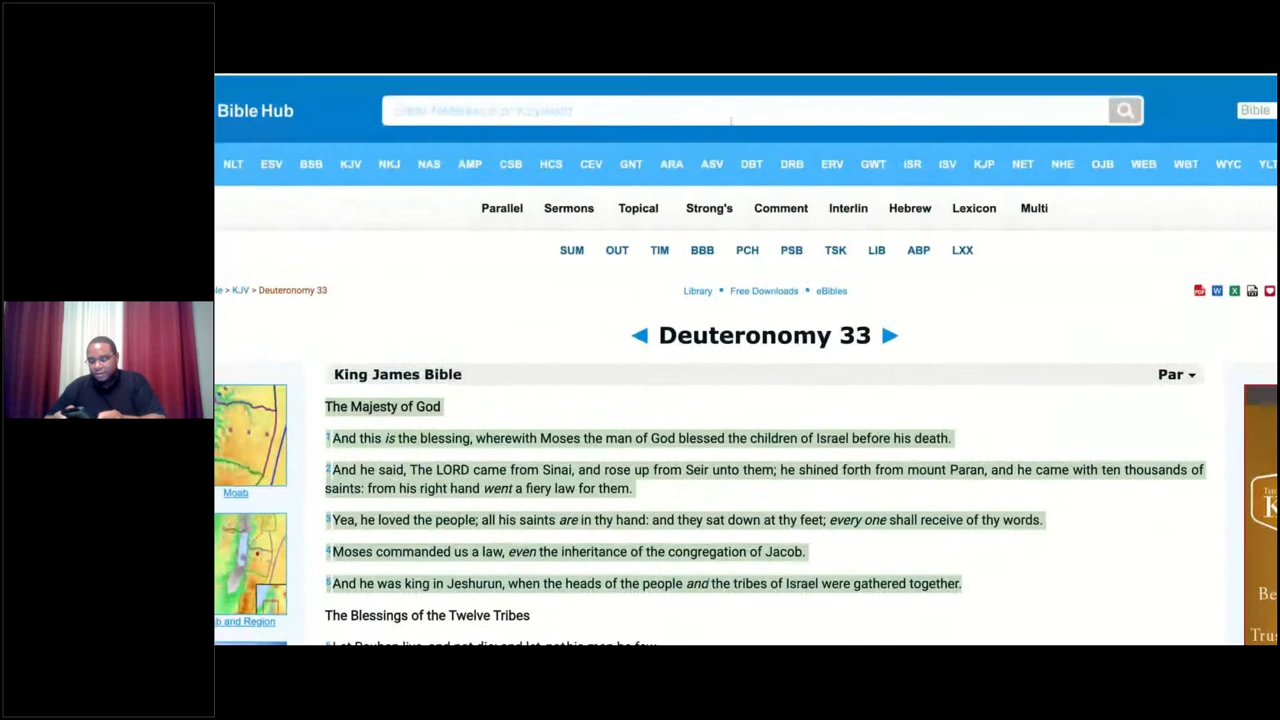 Bible Hub
Bible
NLT ESV BSB KJV NKJ NAS AMP CSB HCS CEV GNT ARA ASV DBT DRB ERV GWT ISR ISV KJP NET NHE OJB WEB WBT WYC YLT
Parallel Sermons Topical Strong's Comment Interlin Hebrew Lexicon Multi
SUM OUT TIM BBB PCH PSB TSK LIB ABP LXX
le > KJV > Deuteronomy 33
Library • Free Downloads • eBibles
◄ Deuteronomy 33 ►
King James Bible Par
The Majesty of God
1 And this is the blessing, wherewith Moses the man of God blessed the children of Israel before his death.
2 And he said, The LORD came from Sinai, and rose up from Seir unto them; he shined forth from mount Paran, and he came with ten thousands of
saints: from his right hand went a fiery law for them.
3 Yea, he loved the people; all his saints are in thy hand: and they sat down at thy feet; every one shall receive of thy words.
4 Moses commanded us a law, even the inheritance of the congregation of Jacob.
5 And he was king in Jeshurun, when the heads of the people and the tribes of Israel were gathered together.
The Blessings of the Twelve Tribes
Moab
b and Region
K
Be
Trus